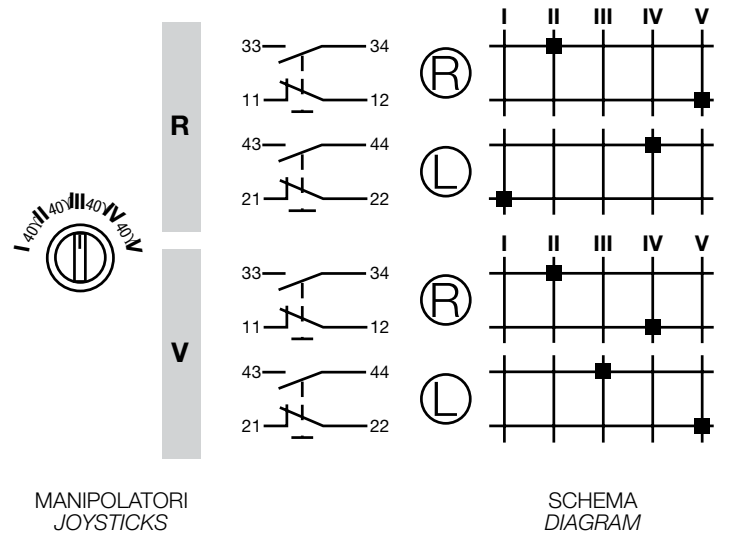 I II III IV V
33 34
R
11 12
R
43 44
L
21 22
I 40° II 40° III 40° IV 40° V
I II III IV V
33 34
R
11 12
V
43 44
L
21 22
MANIPOLATORI
JOYSTICKS
SCHEMA
DIAGRAM